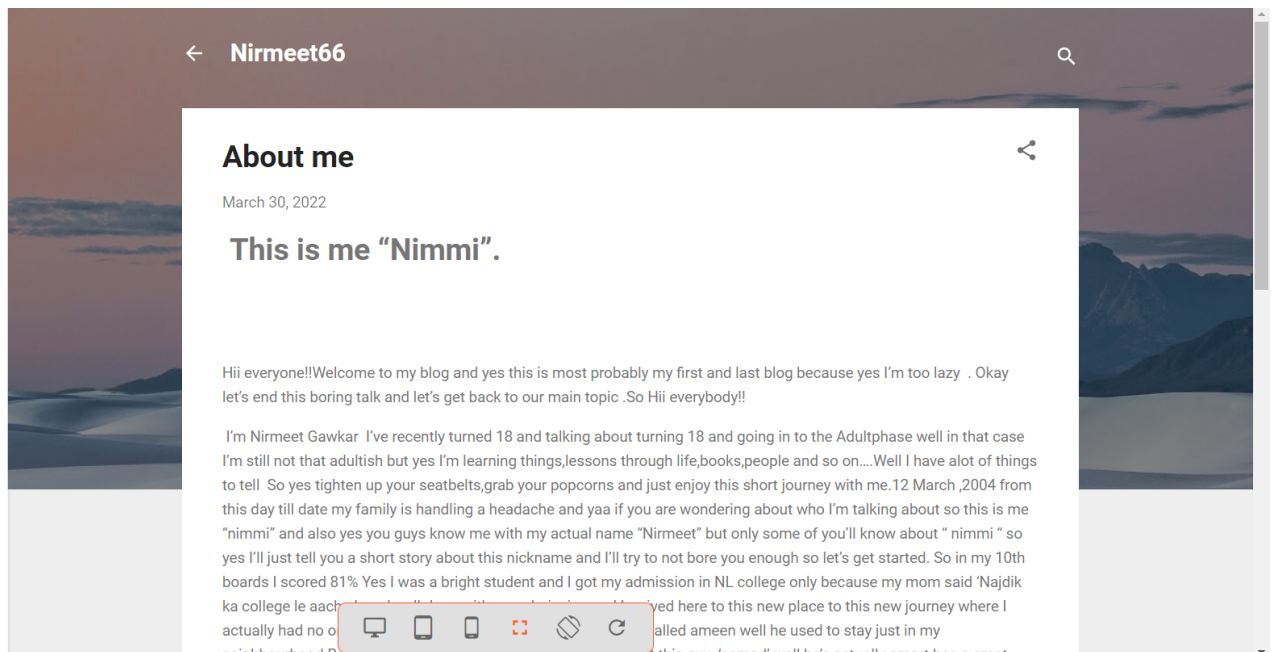 Nirmeet66
About me
March 30, 2022
This is me “Nimmi”.
Hii everyone!!Welcome to my blog and yes this is most probably my first and last blog because yes I’m too lazy . Okay
let’s end this boring talk and let’s get back to our main topic .So Hii everybody!!
I’m Nirmeet Gawkar I’ve recently turned 18 and talking about turning 18 and going in to the Adultphase well in that case
I’m still not that adultish but yes I’m learning things,lessons through life,books,people and so on....Well I have alot of things
to tell So yes tighten up your seatbelts,grab your popcorns and just enjoy this short journey with me.12 March ,2004 from
this day till date my family is handling a headache and yaa if you are wondering about who I’m talking about so this is me
“nimmi” and also yes you guys know me with my actual name “Nirmeet” but only some of you’ll know about “ nimmi “ so
yes I’ll just tell you a short story about this nickname and I’ll try to not bore you enough so let’s get started. So in my 10th
boards I scored 81% Yes I was a bright student and I got my admission in NL college only because my mom said ‘Najdik
ka college le here to this new place to this new journey where I
actually had no ameen well he used to stay just in my